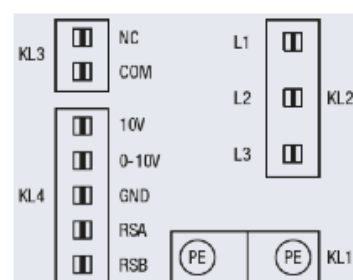 KL3
NC
COM
KL4
10V
0-10V
GND
RSA
RSB
L1
L2
L3
KL2
PE
PE
KL1